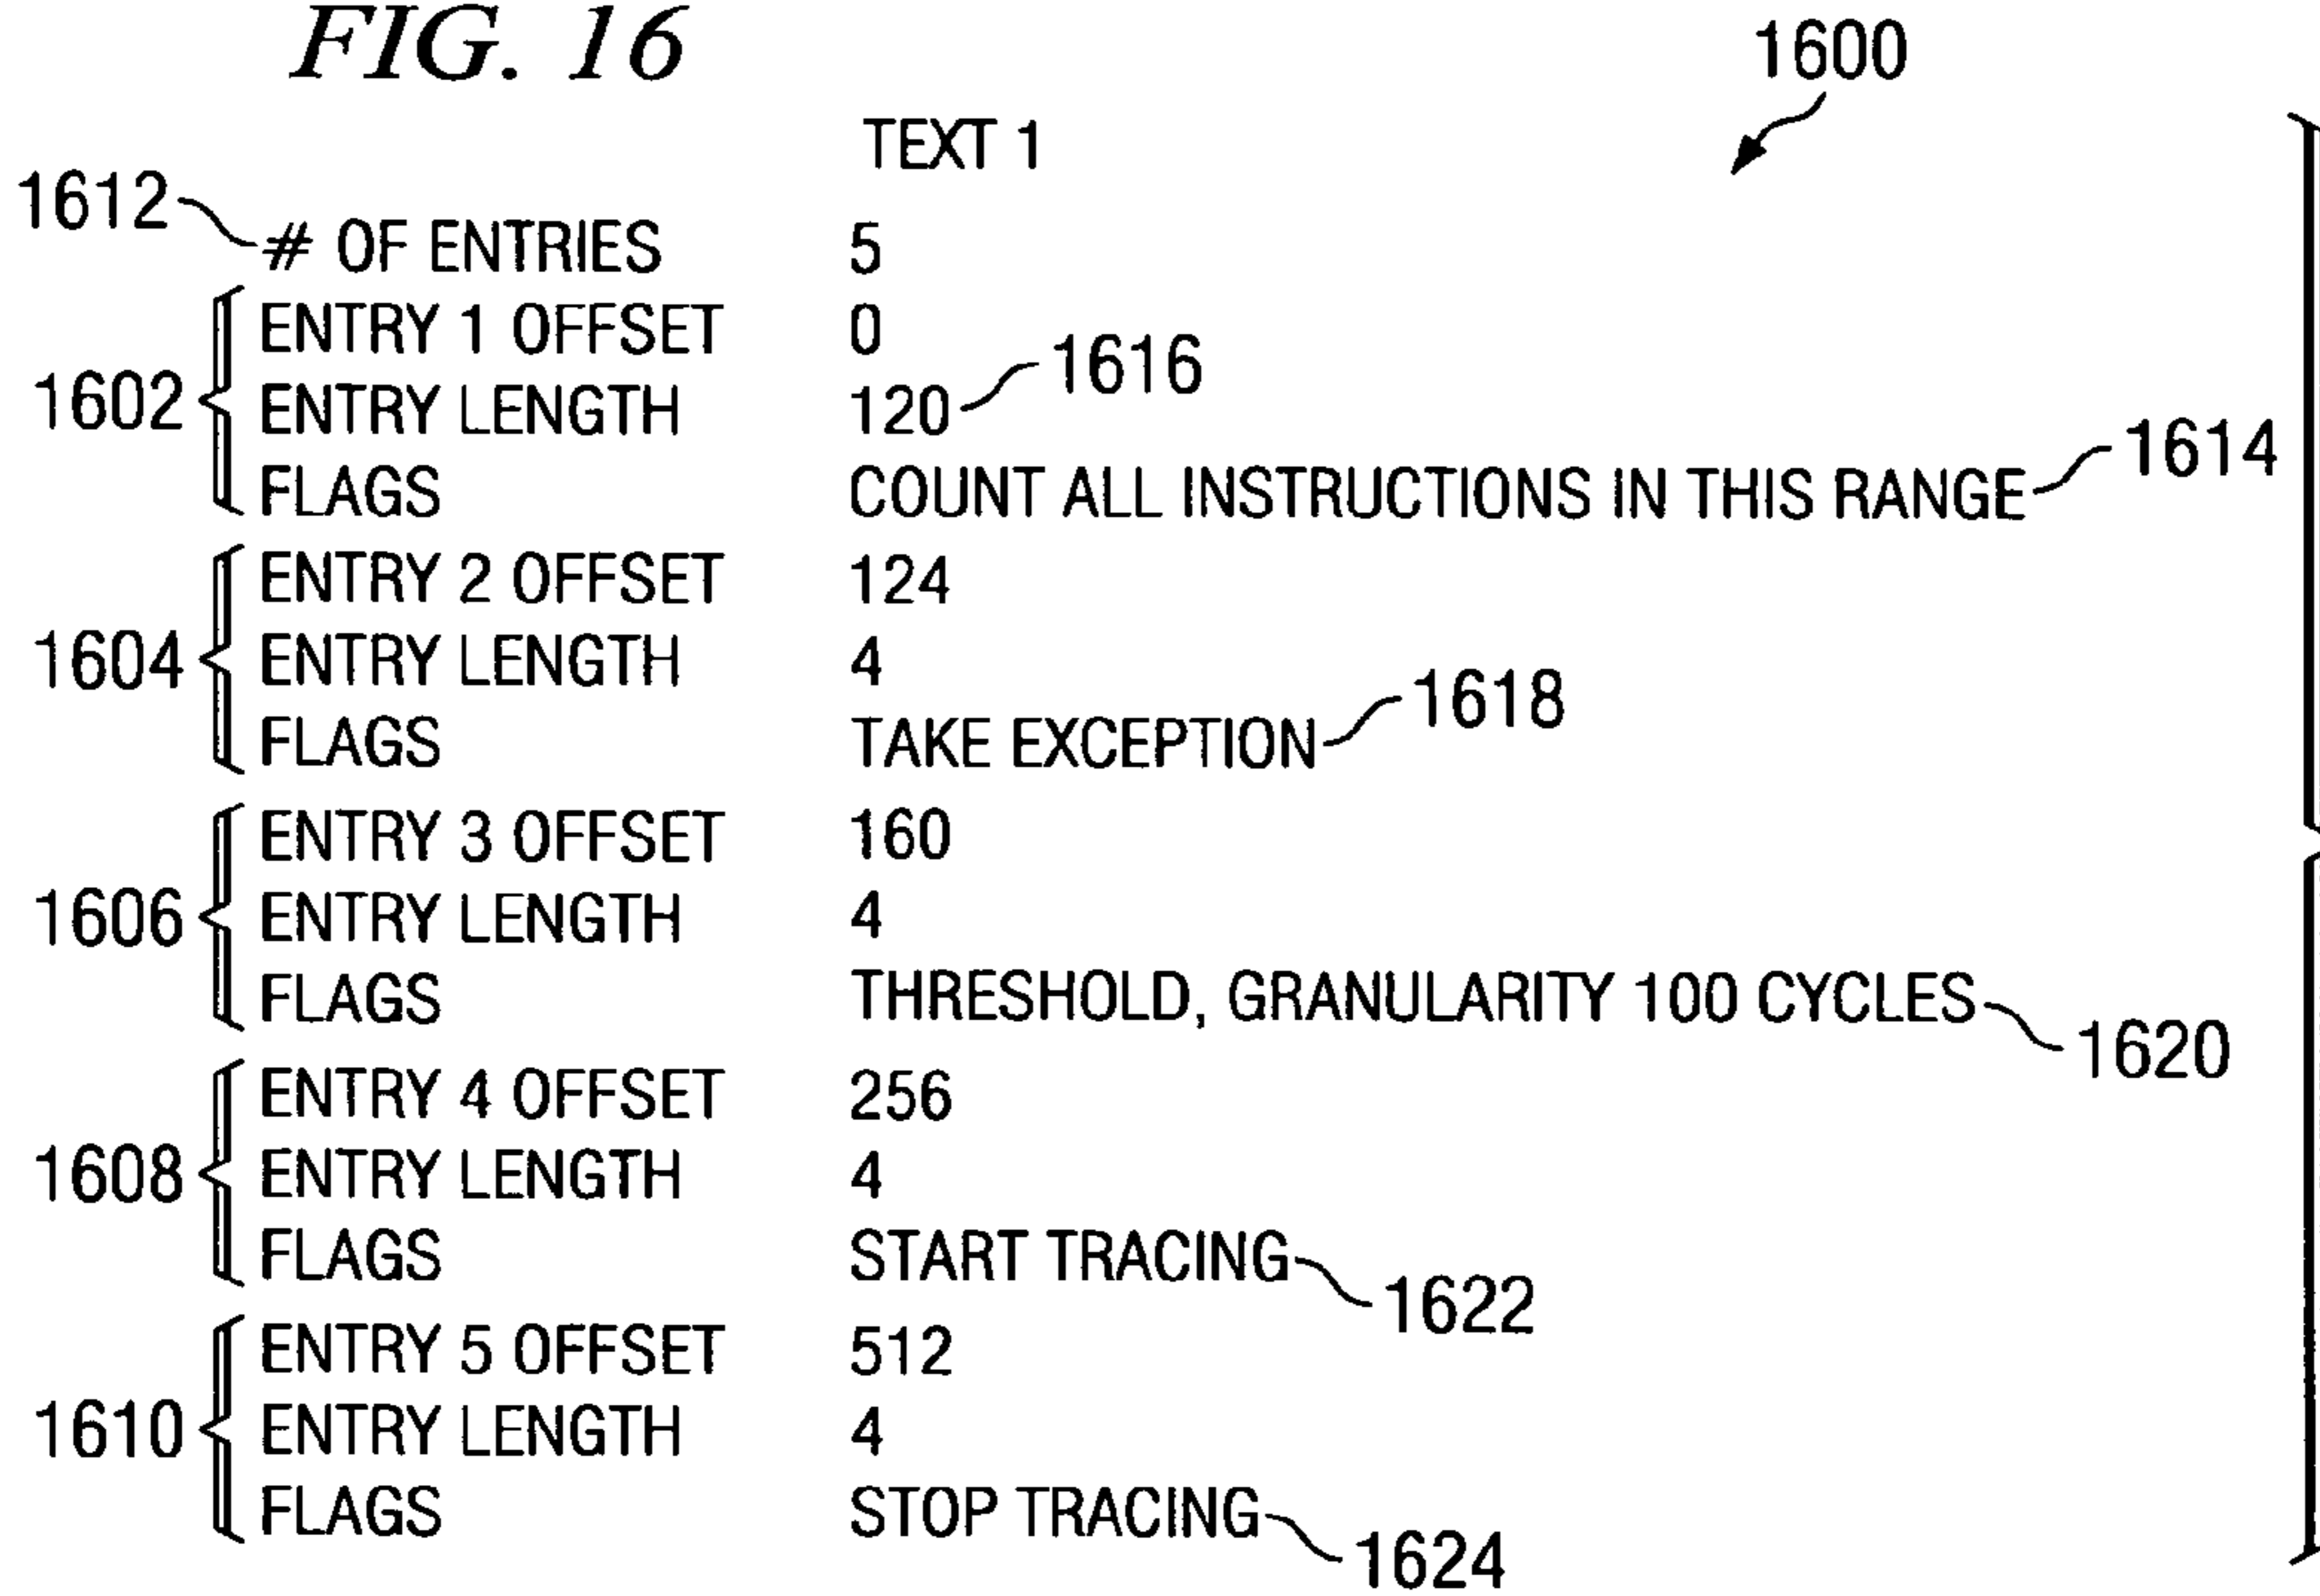 FIG. 16
1600
TEXT 1
1612 # OF ENTRIES 5
ENTRY 1 OFFSET 0
1602 ENTRY LENGTH 120 1616
FLAGS COUNT ALL INSTRUCTIONS IN THIS RANGE 1614
ENTRY 2 OFFSET 124
1604 ENTRY LENGTH 4
FLAGS TAKE EXCEPTION 1618
ENTRY 3 OFFSET 160
1606 ENTRY LENGTH 4
FLAGS THRESHOLD, GRANULARITY 100 CYCLES 1620
ENTRY 4 OFFSET 256
1608 ENTRY LENGTH 4
FLAGS START TRACING 1622
ENTRY 5 OFFSET 512
1610 ENTRY LENGTH 4
FLAGS STOP TRACING 1624